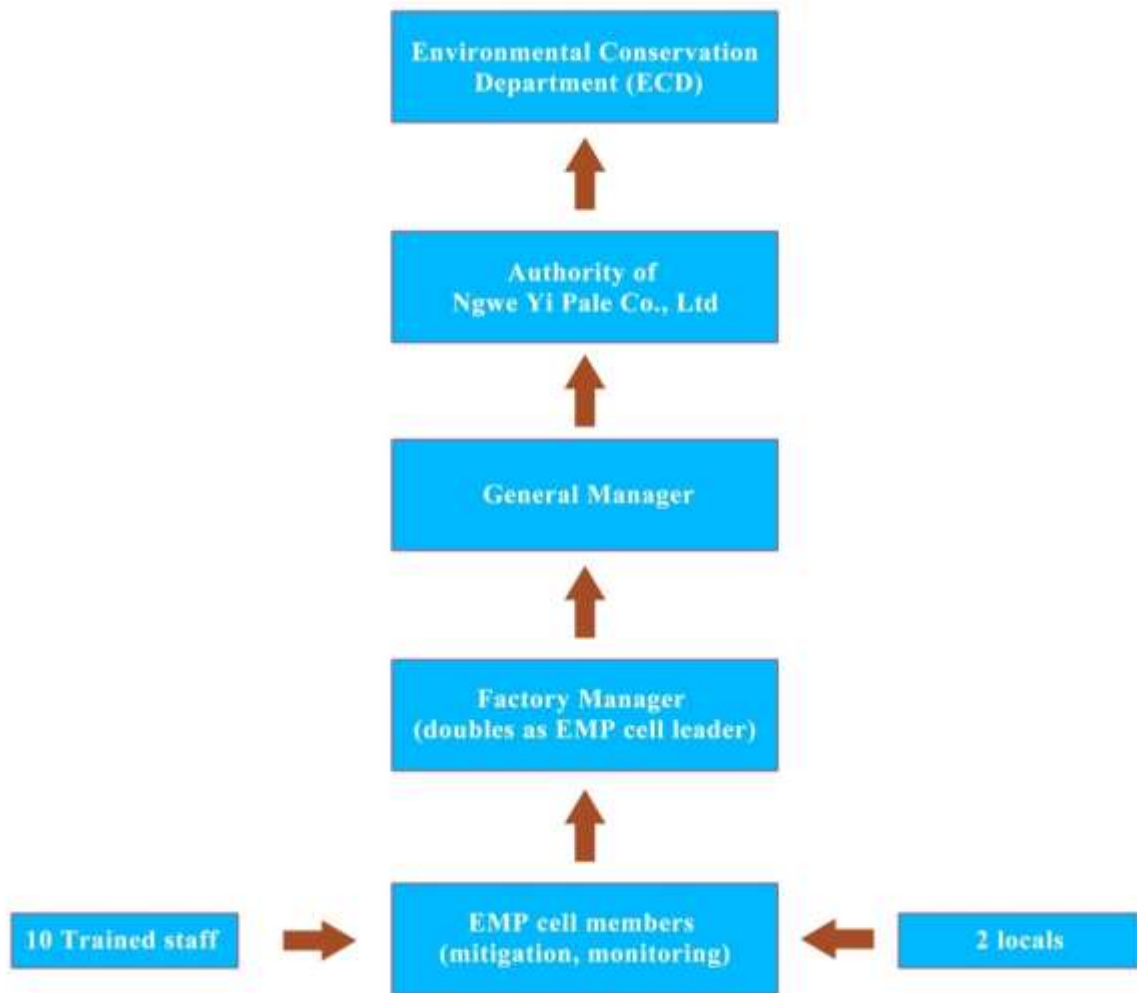 Environmental Conservation
Department (ECD)
Authority of
Ngwe Yi Pale Co., Ltd
General Manager
Factory Manager
(doubles as EMP cell leader)
10 Trained staff
EMP cell members
(mitigation, monitoring)
2 locals